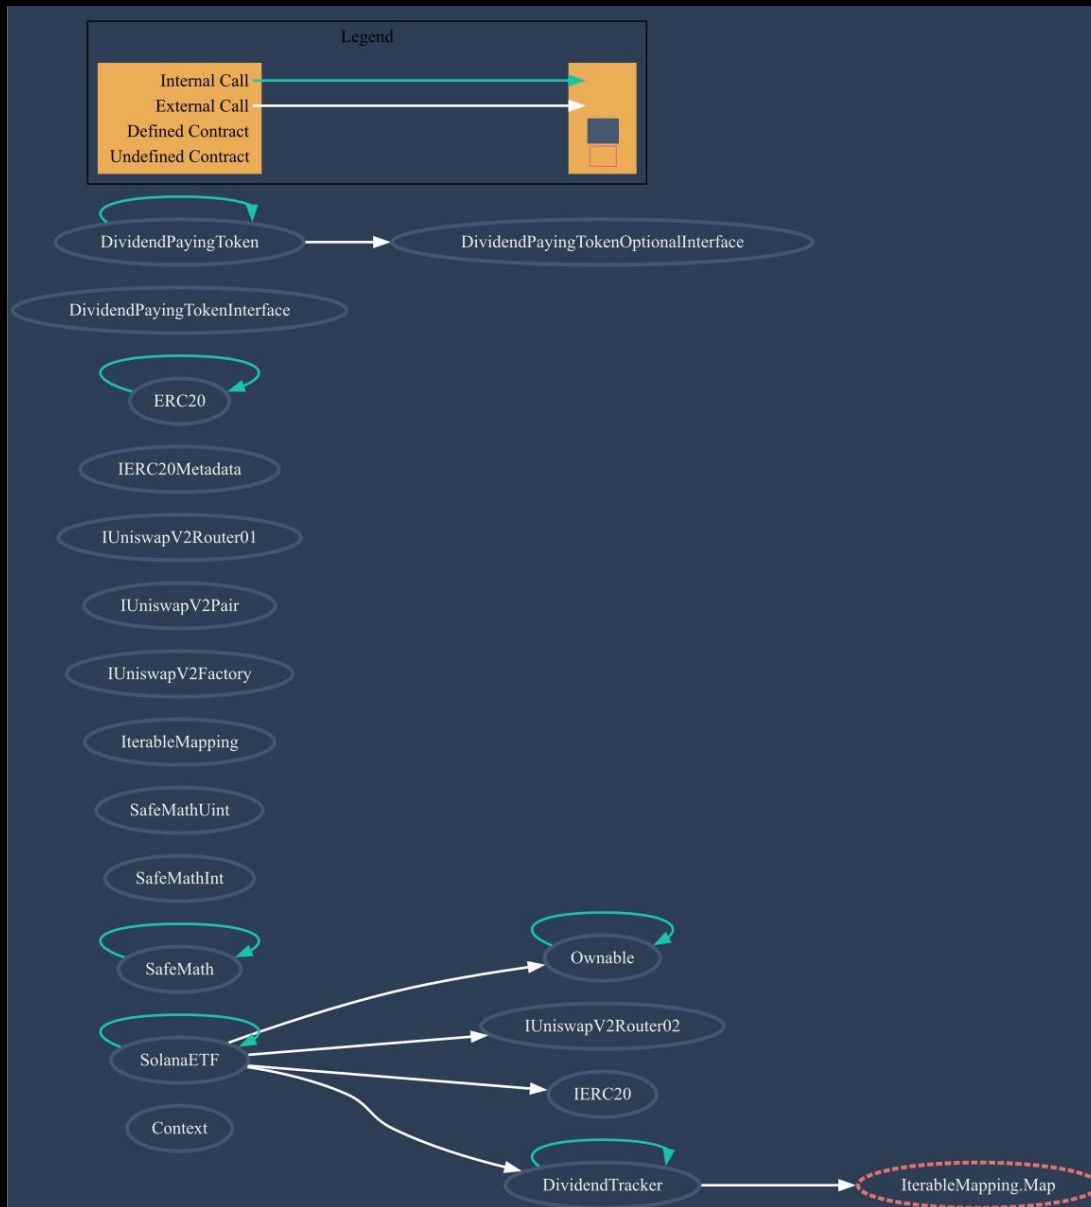 Legend
Internal Call
External Call
Defined Contract
Undefined Contract
DividendPayingToken
DividendPayingTokenOptionalInterface
DividendPayingTokenInterface
ERC20
IERC20Metadata
IUniswapV2Router01
IUniswapV2Pair
IUniswapV2Factory
IterableMapping
SafeMathUint
SafeMathInt
SafeMath
Ownable
IUniswapV2Router02
SolanaETF
IERC20
Context
DividendTracker
IterableMapping.Map